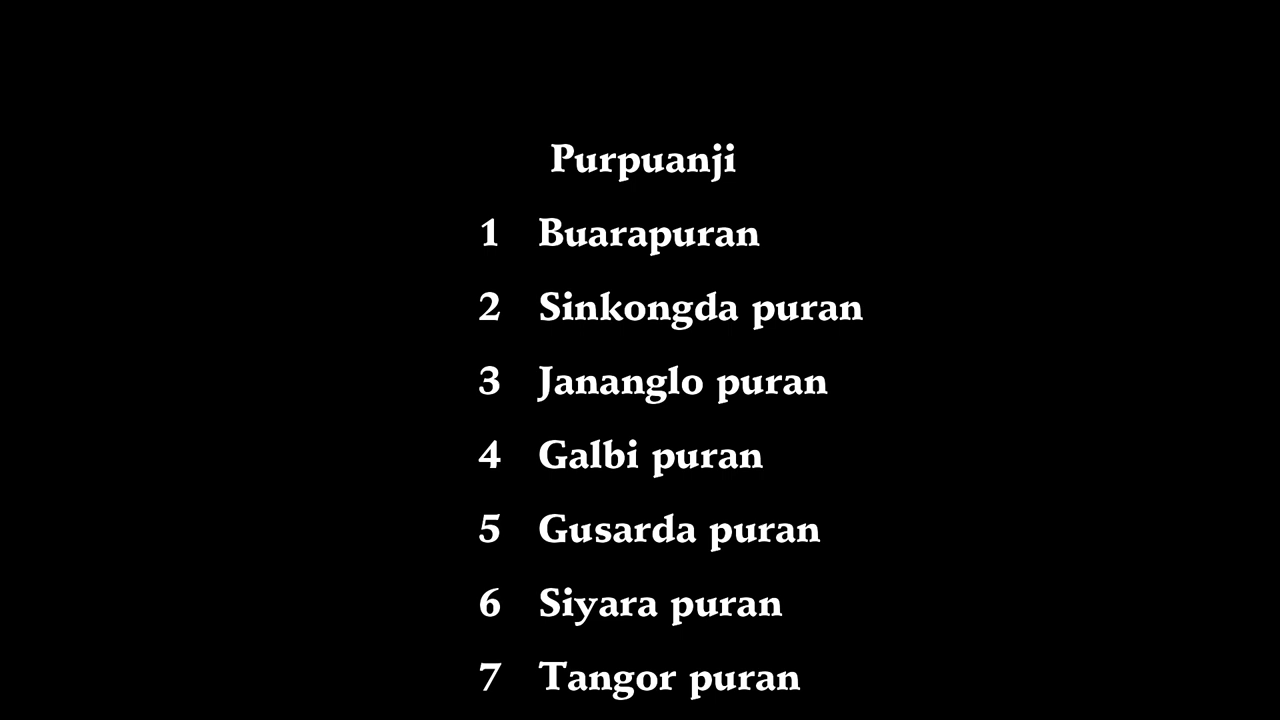 Purpuanji
1 Buarapuran
2 Sinkongda puran
3 Jananglo puran
4 Galbi puran
5 Gusarda puran
6 Siyara puran
7 Tangor puran